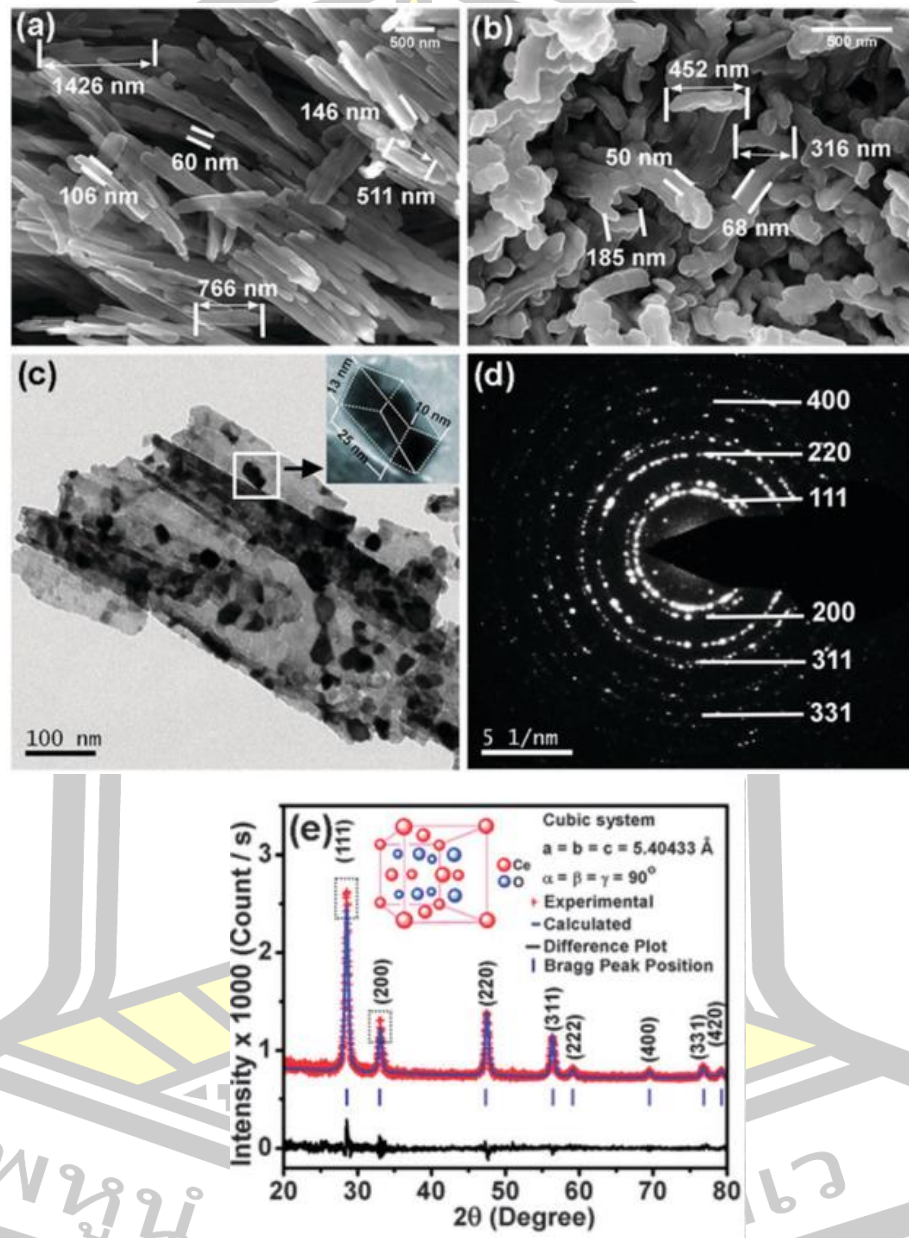 (a)
500 nm
1426 nm
146 nm
60 nm
106 nm
511 nm
766 nm
(b)
500 nm
452 nm
50 nm
316 nm
68 nm
185 nm
(c)
13 nm
10 nm
25 nm
100 nm
(d)
400
220
111
200
311
331
5 1/nm
(e)
Cubic system
a = b = c = 5.40433 Å
α = β = γ = 90°
Ce
O
Experimental
Calculated
Difference Plot
Bragg Peak Position
(111)
(200)
(220)
(311)
(222)
(400)
(331)
(420)
Intensity x 1000 (Count / s)
3
2
1
0
20 30 40 50 60 70 80
2θ (Degree)